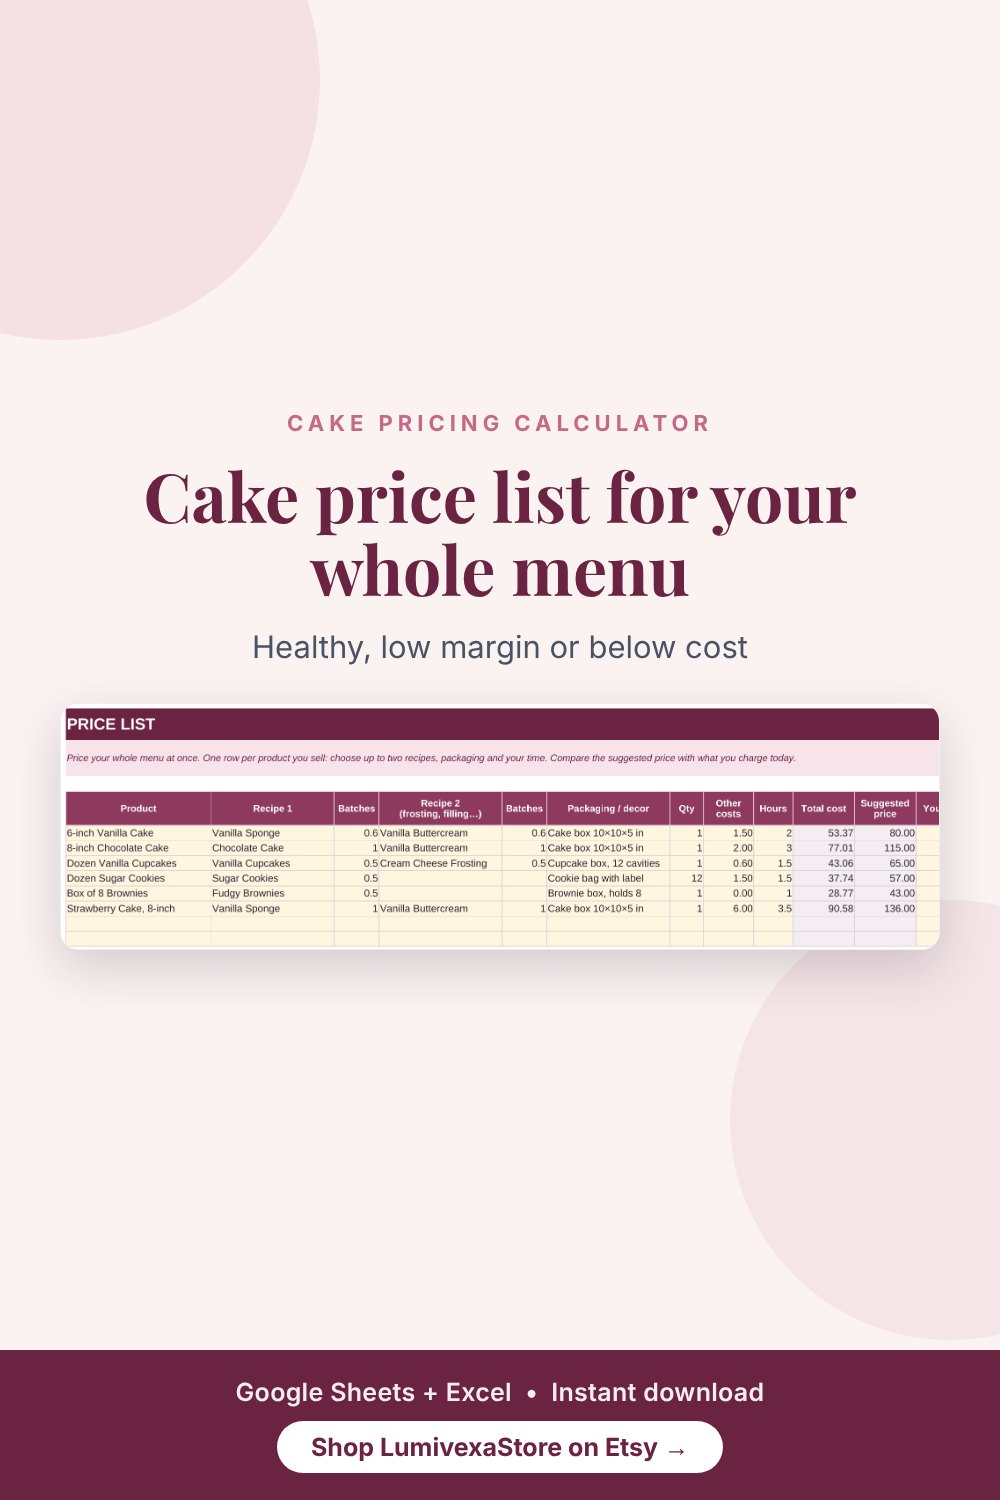 CAKE PRICING CALCULATOR
Cake price list for your
whole menu
Healthy, low margin or below cost
PRICE LIST
Price your whole menu at once. One row per product you sell: choose up to two recipes, packaging and your time. Compare the suggested price with what you charge today.
Product Recipe 1 Batches Recipe 2 (filling, frosting…) Batches Packaging / decor Qty Other costs Hours Total cost Suggested price You
6-inch Vanilla Cake Vanilla Sponge 0.6 Vanilla Buttercream 0.6 Cake box 10×10×5 in 1 1.50 2 53.37 80.00
8-inch Chocolate Cake Chocolate Cake 1 Vanilla Buttercream 1 Cake box 10×10×5 in 1 2.00 3 77.01 115.00
Dozen Vanilla Cupcakes Vanilla Cupcakes 0.5 Cream Cheese Frosting 0.5 Cupcake box, 12 cavities 1 0.60 1.5 43.06 65.00
Dozen Sugar Cookies Sugar Cookies 0.5 Cookie bag with label 12 1.50 1.5 37.74 57.00
Box of 8 Brownies Fudgy Brownies 0.5 Brownie box, holds 8 1 0.00 1 28.77 43.00
Strawberry Cake, 8-inch Vanilla Sponge 1 Vanilla Buttercream 1 Cake box 10×10×5 in 1 6.00 3.5 90.58 136.00
Google Sheets + Excel • Instant download
Shop LumivexaStore on Etsy →